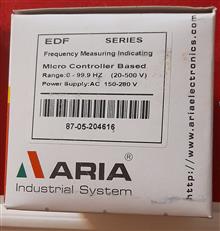 EDF SERIES
Frequency Measuring Indicating
Micro Controller Based
Range:0 - 99.9 HZ (20-500 V)
Power Supply:AC 150-280 V
87-05-204616
ARIA
Industrial System
http://www.ariaelectronics.com